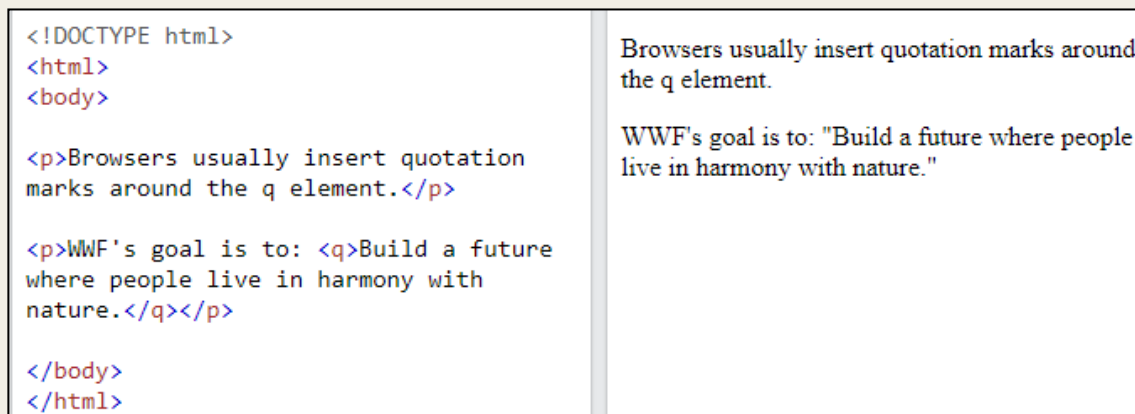 <!DOCTYPE html>
<html>
<body>
<p>Browsers usually insert quotation
marks around the q element.</p>
<p>WWF's goal is to: <q>Build a future
where people live in harmony with
nature.</q></p>
</body>
</html>
Browsers usually insert quotation marks around
the q element.
WWF's goal is to: "Build a future where people
live in harmony with nature."